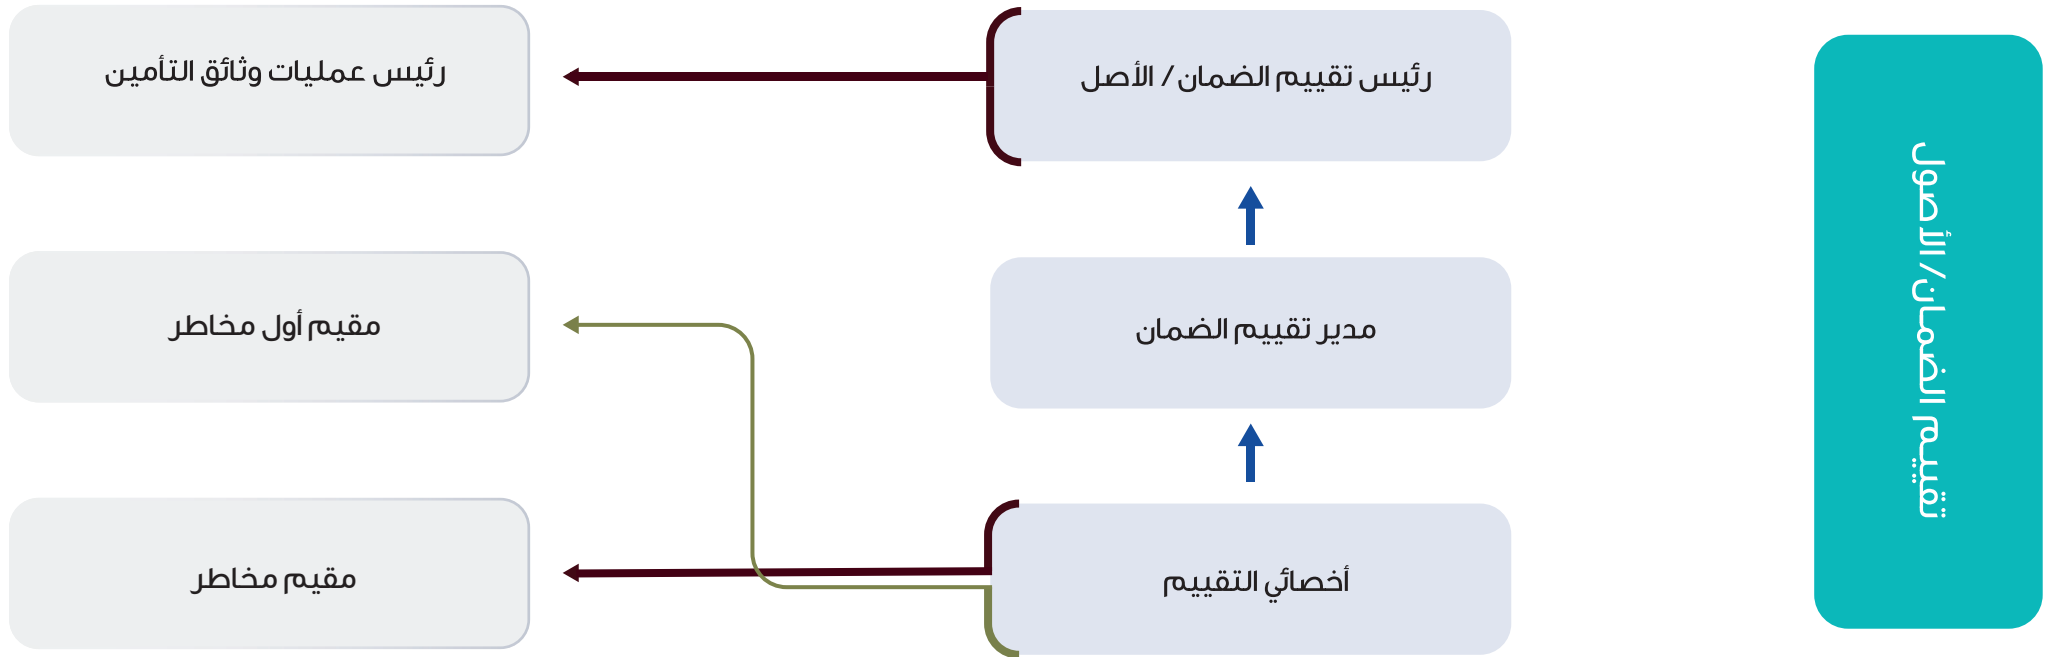 تقييم الضمان/ الأصول
رئيس تقييم الضمان/ الأصل
رئيس عمليات وثائق التأمين
مدير تقييم الضمان
مقيم أول مخاطر
أخصائي التقييم
مقيم مخاطر